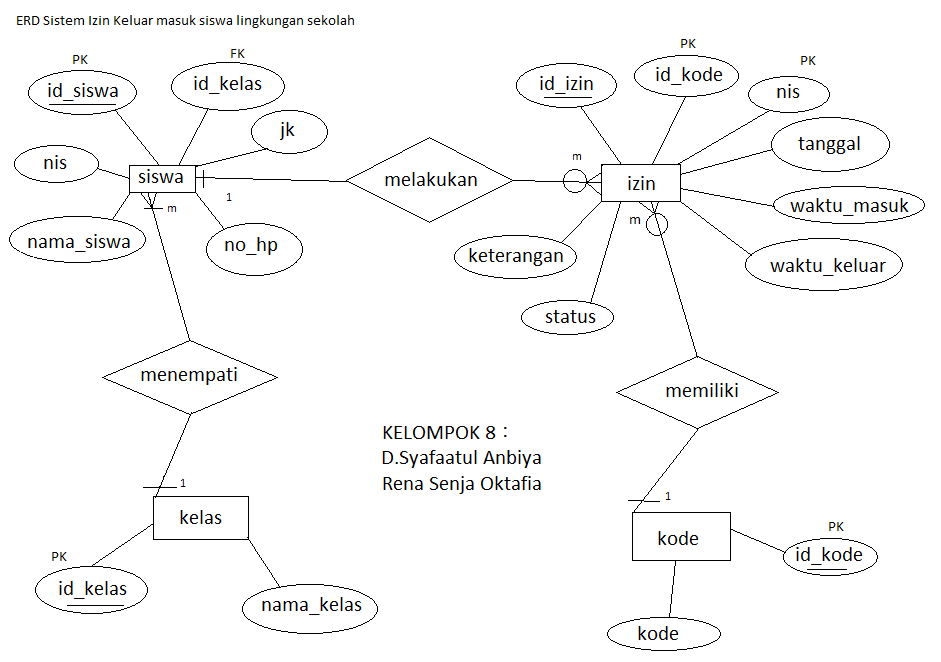 ERD Sistem Izin Keluar masuk siswa lingkungan sekolah
PK
id_siswa
FK
id_kelas
jk
nis
siswa
nama_siswa
no_hp
m
1
melakukan
m
PK
id_izin
id_kode
PK
nis
tanggal
izin
waktu_masuk
m
keterangan
waktu_keluar
status
menempati
memiliki
KELOMPOK 8 :
D.Syafaatul Anbiya
Rena Senja Oktafia
1
kelas
PK
id_kelas
nama_kelas
1
kode
PK
id_kode
kode